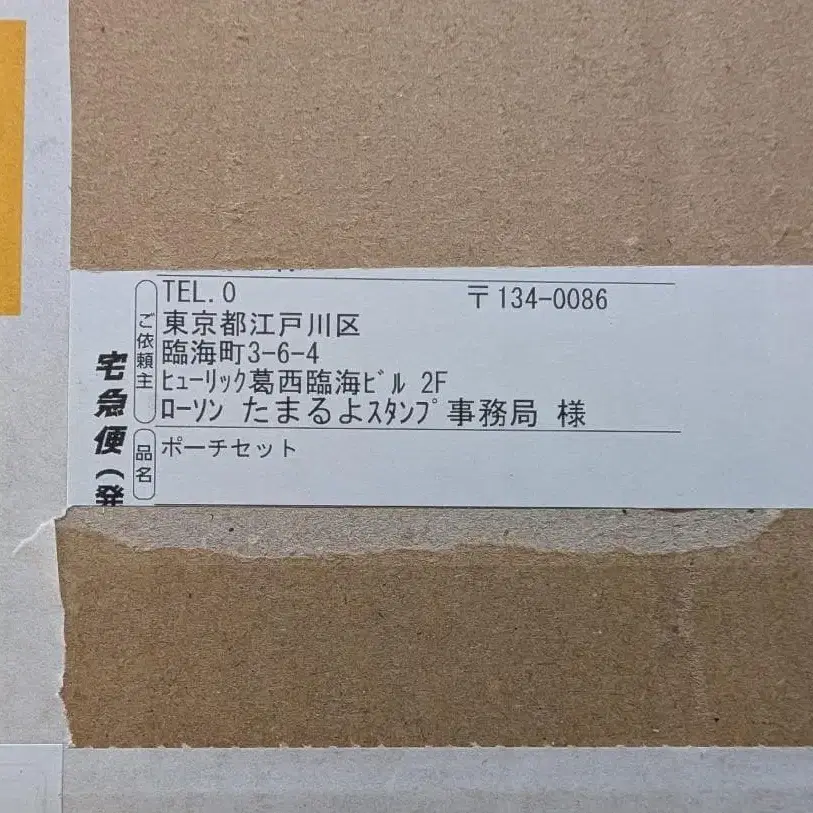 TEL.0 〒134-0086
ご依頼主
東京都江戸川区
臨海町3-6-4
ﾋｭｰﾘｯｸ葛西臨海ﾋﾞﾙ 2F
ﾛｰｿﾝ たまるよｽﾀﾝﾌﾟ事務局 様
品名
ポーチセット
宅急便(発